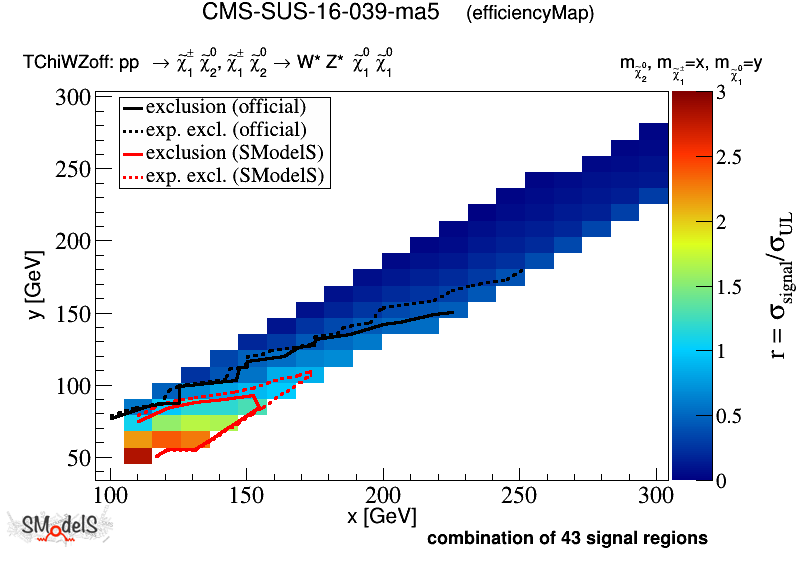 CMS-SUS-16-039-ma5 (efficiencyMap)
TChiWZoff: pp → χ̃₁± χ̃₂⁰, χ̃₁± χ̃₂⁰ → W* Z* χ̃₁⁰ χ̃₁⁰
m_χ̃₂⁰, m_χ̃₁±=x, m_χ̃₁⁰=y
exclusion (official)
exp. excl. (official)
exclusion (SModelS)
exp. excl. (SModelS)
300
250
200
150
100
50
y [GeV]
100 150 200 250 300
x [GeV]
3
2.5
2
1.5
1
0.5
0
r = σ_signal/σ_UL
SModelS
combination of 43 signal regions